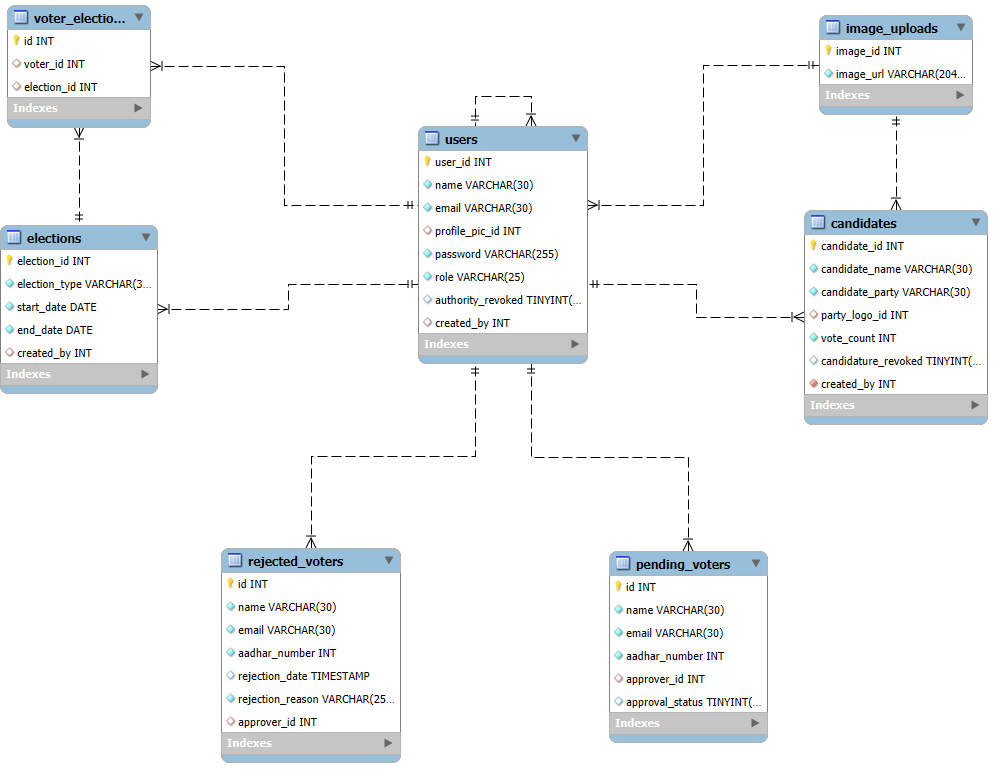 voter_electio...
id INT
voter_id INT
election_id INT
Indexes
image_uploads
image_id INT
image_url VARCHAR(204...
Indexes
users
user_id INT
name VARCHAR(30)
email VARCHAR(30)
profile_pic_id INT
password VARCHAR(255)
role VARCHAR(25)
authority_revoked TINYINT(...
created_by INT
Indexes
elections
election_id INT
election_type VARCHAR(3...
start_date DATE
end_date DATE
created_by INT
Indexes
candidates
candidate_id INT
candidate_name VARCHAR(30)
candidate_party VARCHAR(30)
party_logo_id INT
vote_count INT
candidature_revoked TINYINT(...
created_by INT
Indexes
rejected_voters
id INT
name VARCHAR(30)
email VARCHAR(30)
aadhar_number INT
rejection_date TIMESTAMP
rejection_reason VARCHAR(25...
approver_id INT
Indexes
pending_voters
id INT
name VARCHAR(30)
email VARCHAR(30)
aadhar_number INT
approver_id INT
approval_status TINYINT(...
Indexes